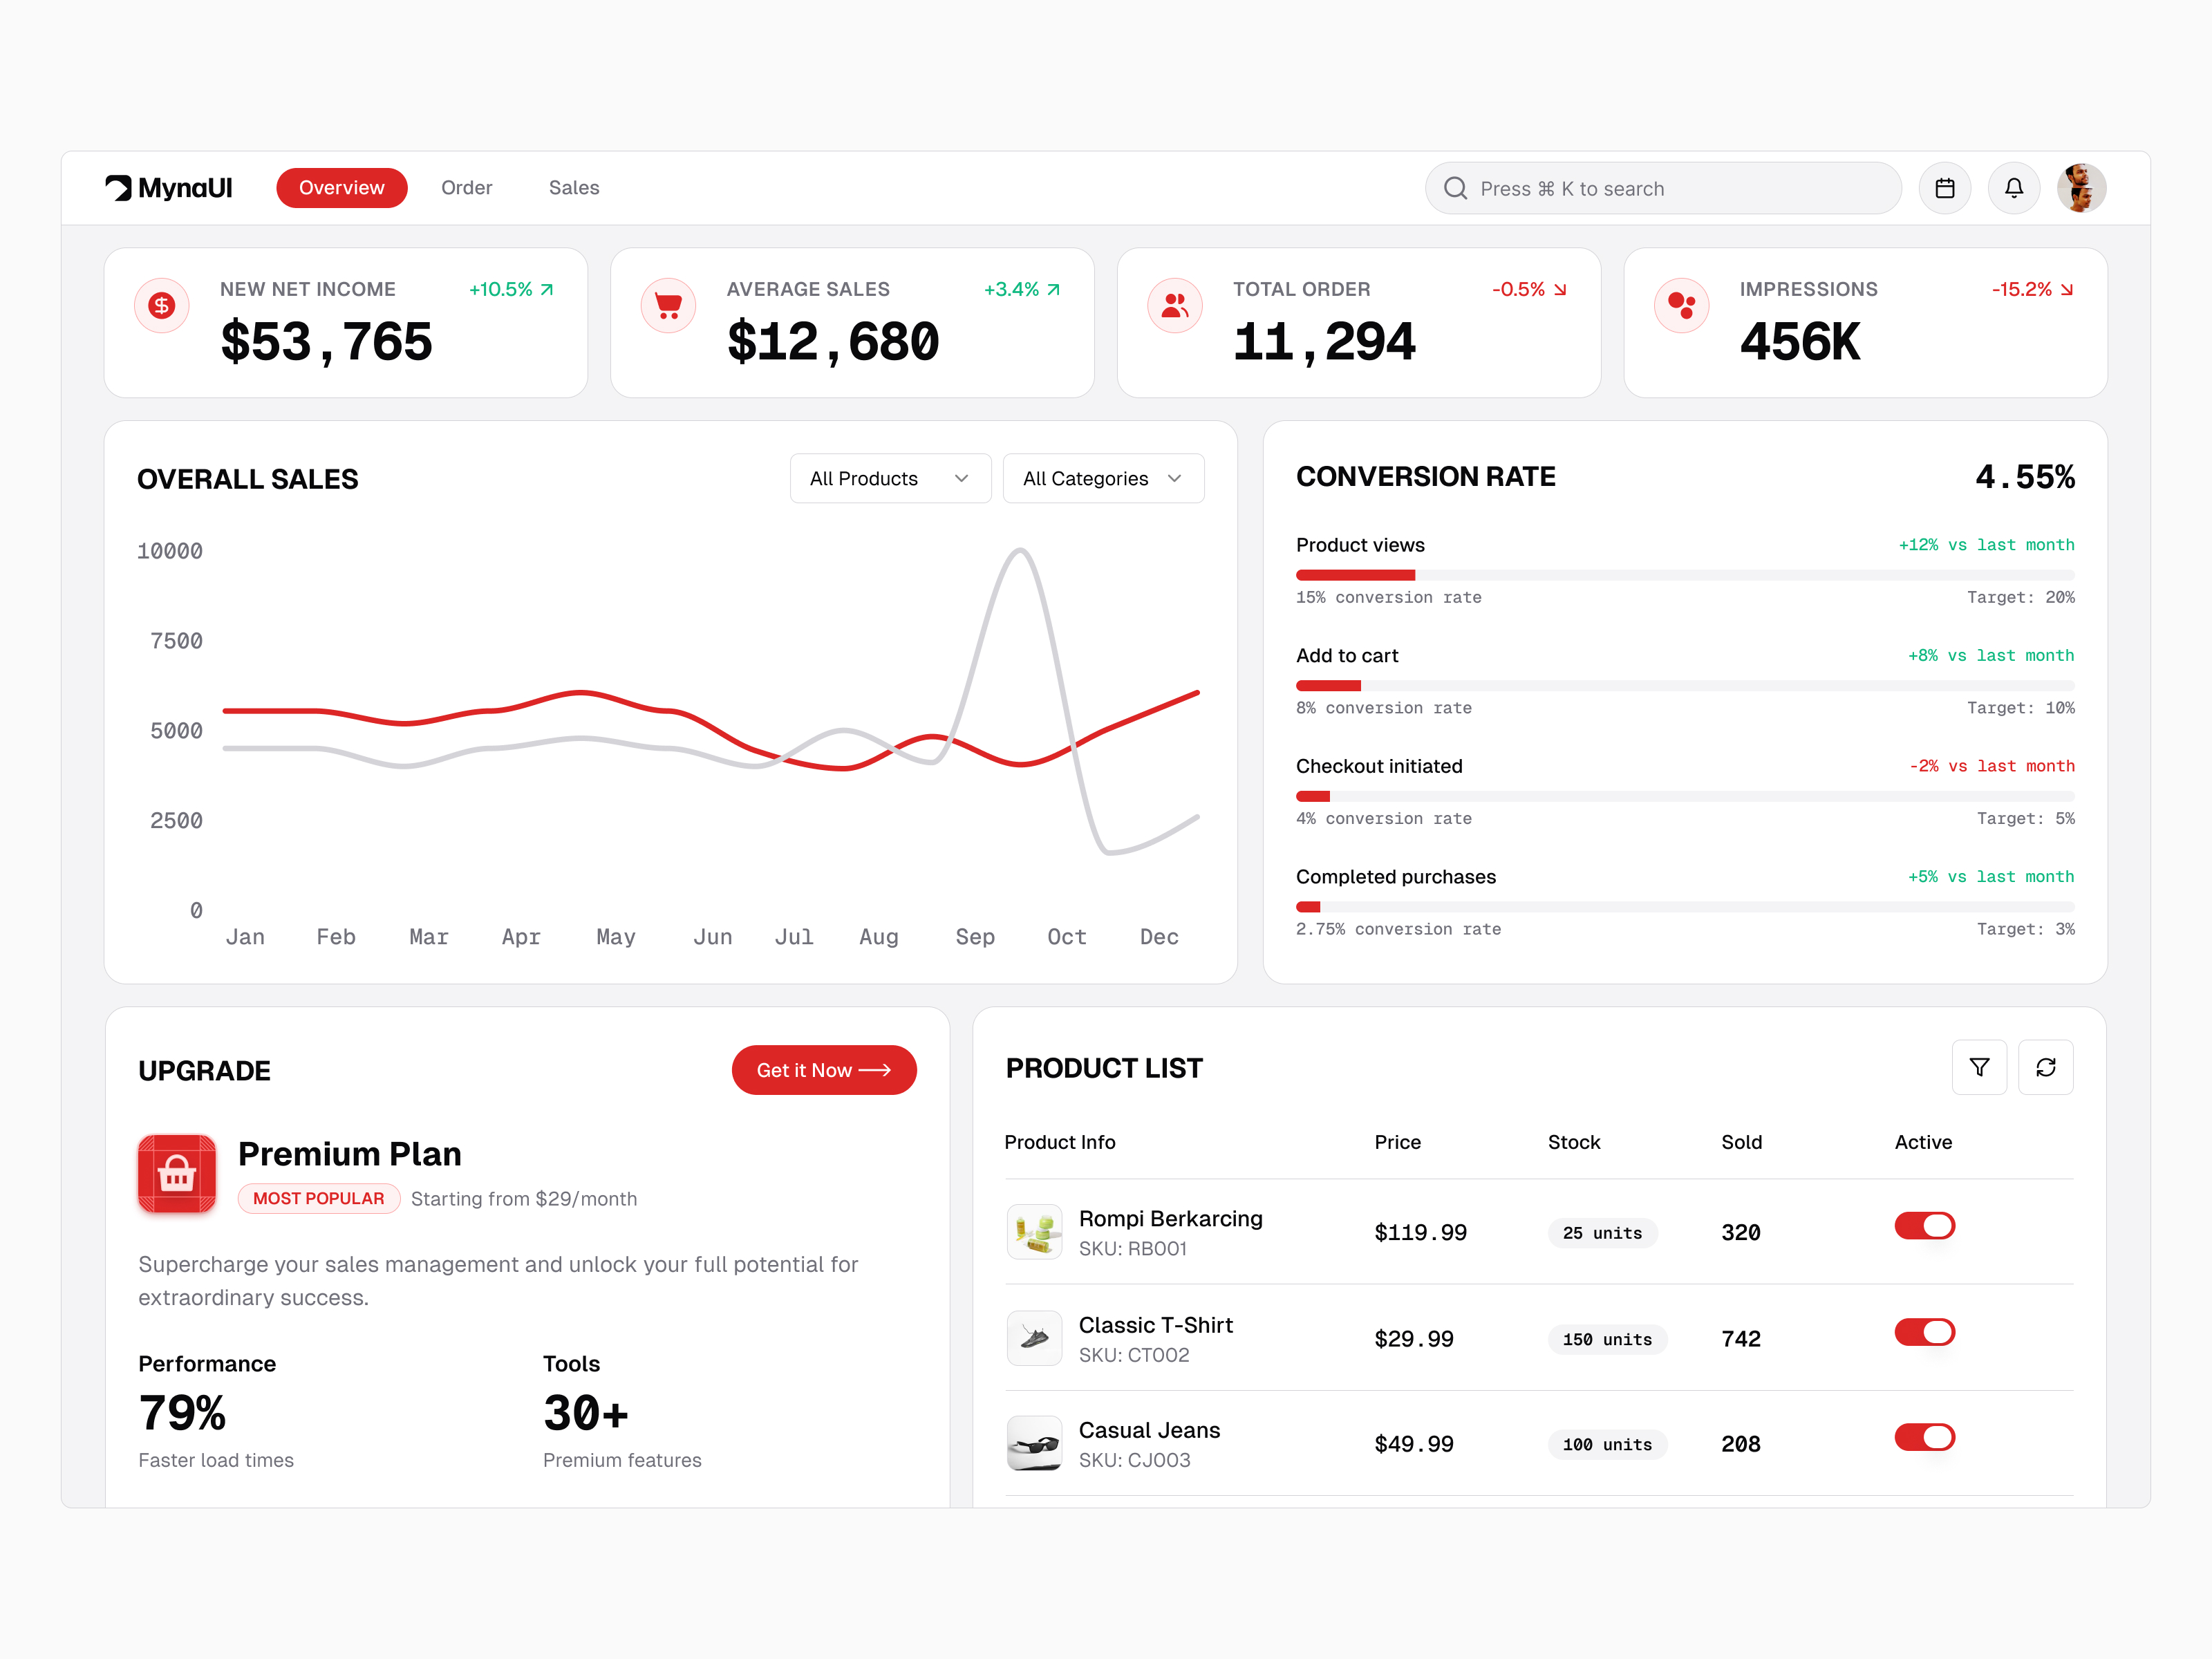 MynaUI
Overview
Order
Sales
Press ⌘ K to search
NEW NET INCOME
+10.5%
$53,765
AVERAGE SALES
+3.4%
$12,680
TOTAL ORDER
-0.5%
11,294
IMPRESSIONS
-15.2%
456K
OVERALL SALES
All Products
All Categories
10000
7500
5000
2500
0
Jan Feb Mar Apr May Jun Jul Aug Sep Oct Dec
CONVERSION RATE
4.55%
Product views
+12% vs last month
15% conversion rate
Target: 20%
Add to cart
+8% vs last month
8% conversion rate
Target: 10%
Checkout initiated
-2% vs last month
4% conversion rate
Target: 5%
Completed purchases
+5% vs last month
2.75% conversion rate
Target: 3%
UPGRADE
Get it Now
Premium Plan
MOST POPULAR
Starting from $29/month
Supercharge your sales management and unlock your full potential for
extraordinary success.
Performance
79%
Faster load times
Tools
30+
Premium features
PRODUCT LIST
Product Info Price Stock Sold Active
Rompi Berkarcing
SKU: RB001
$119.99
25 units
320
Classic T-Shirt
SKU: CT002
$29.99
150 units
742
Casual Jeans
SKU: CJ003
$49.99
100 units
208